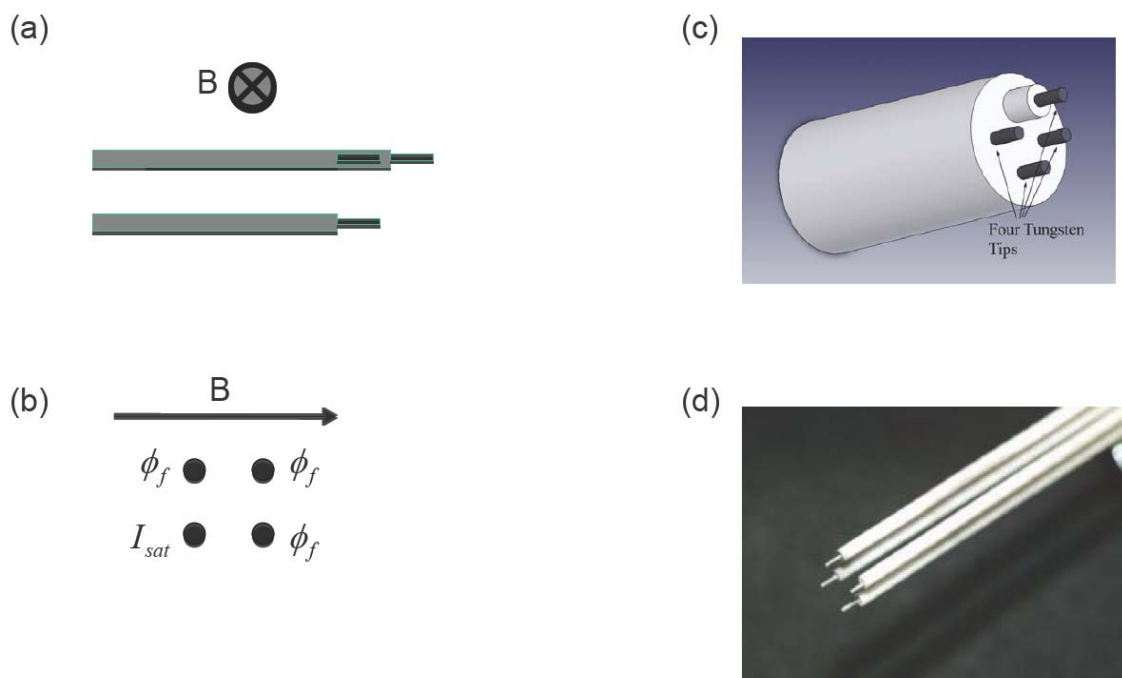 (a)
B
(b)
B
ϕ_f ϕ_f
I_sat ϕ_f
(c)
Four Tungsten
Tips
(d)